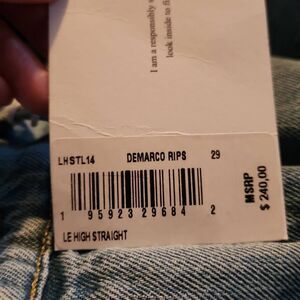 I am a responsibly
look inside to fi
LHSTL14 DEMARCO RIPS 29
1 95923 29684 2
MSRP
$ 240,00
LE HIGH STRAIGHT